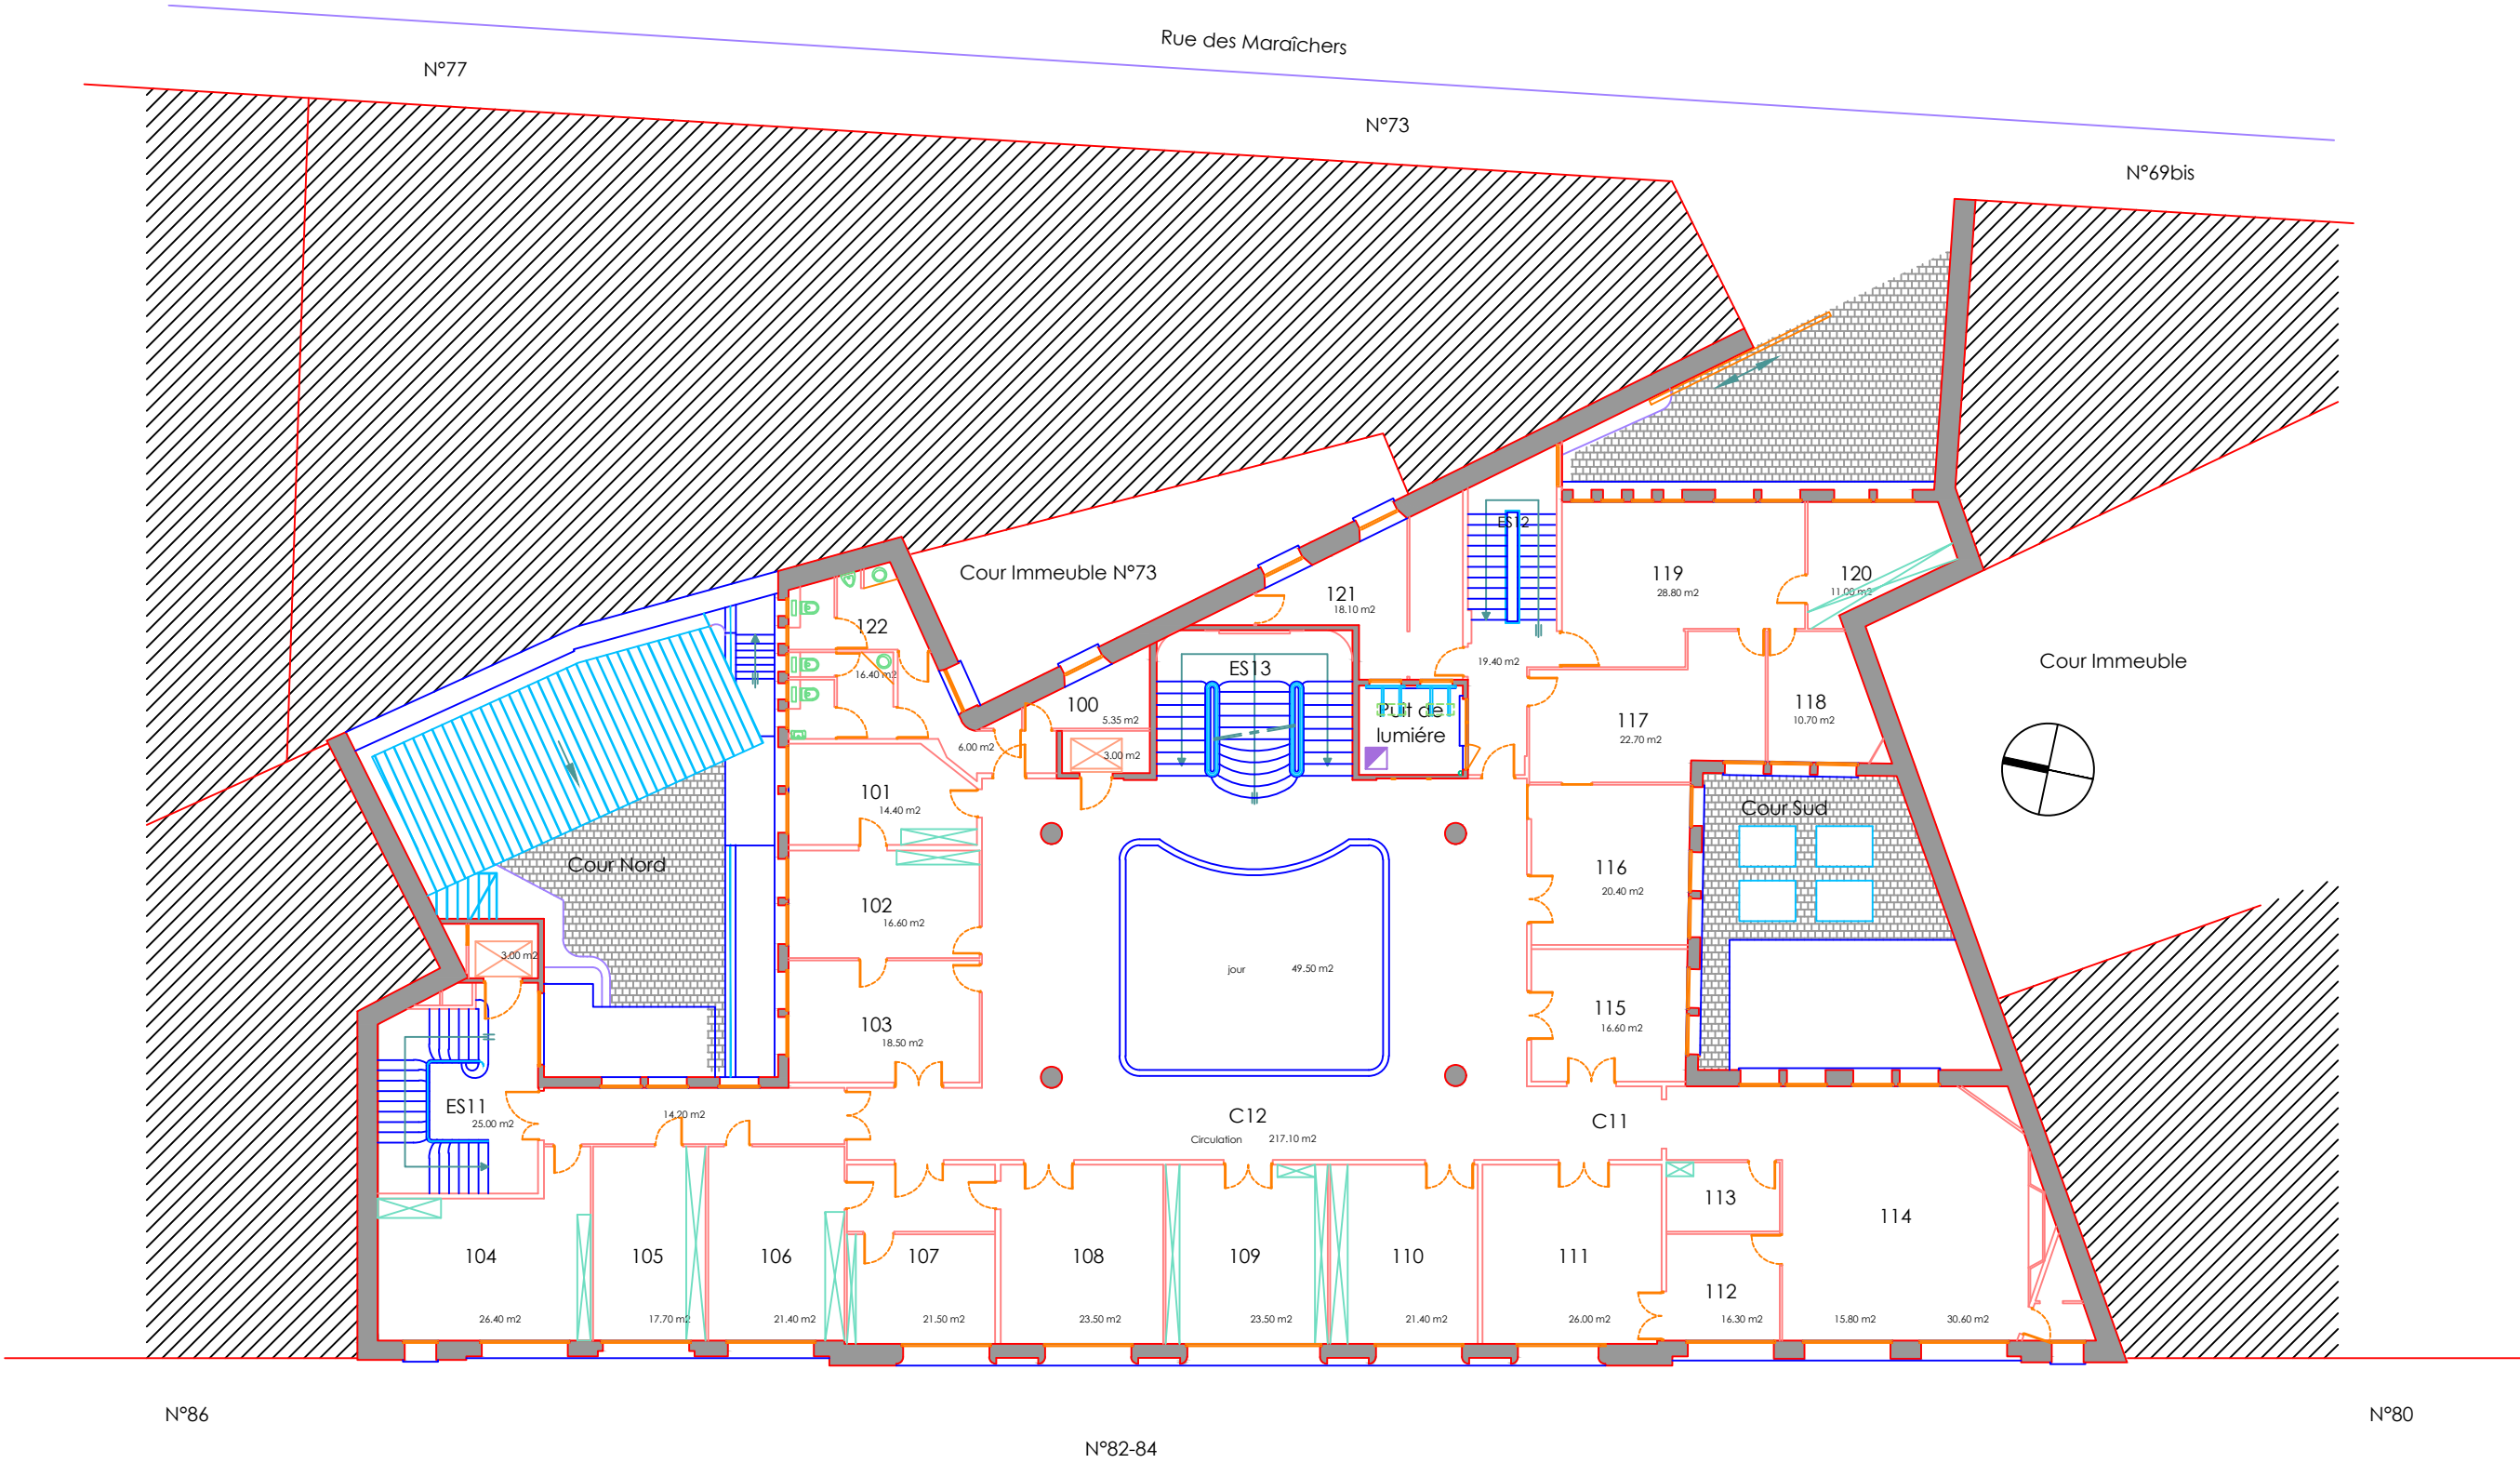 Rue des Maraîchers
N°77
N°73
N°69bis
ES12
Cour Immeuble N°73
119
28.80 m2
120
11.00 m2
121
18.10 m2
122
16.40 m2
ES13
19.40 m2
Cour Immeuble
100
5.35 m2
Puit de
lumiére
117
22.70 m2
118
10.70 m2
6.00 m2
3.00 m2
101
14.40 m2
Cour Sud
Cour Nord
116
20.40 m2
102
16.60 m2
3.00 m2
jour
49.50 m2
115
16.60 m2
103
18.50 m2
ES11
25.00 m2
14.20 m2
C12
Circulation
217.10 m2
C11
113
114
104
105
106
107
108
109
110
111
112
26.40 m2
17.70 m2
21.40 m2
21.50 m2
23.50 m2
23.50 m2
21.40 m2
26.00 m2
16.30 m2
15.80 m2
30.60 m2
N°86
N°80
N°82-84